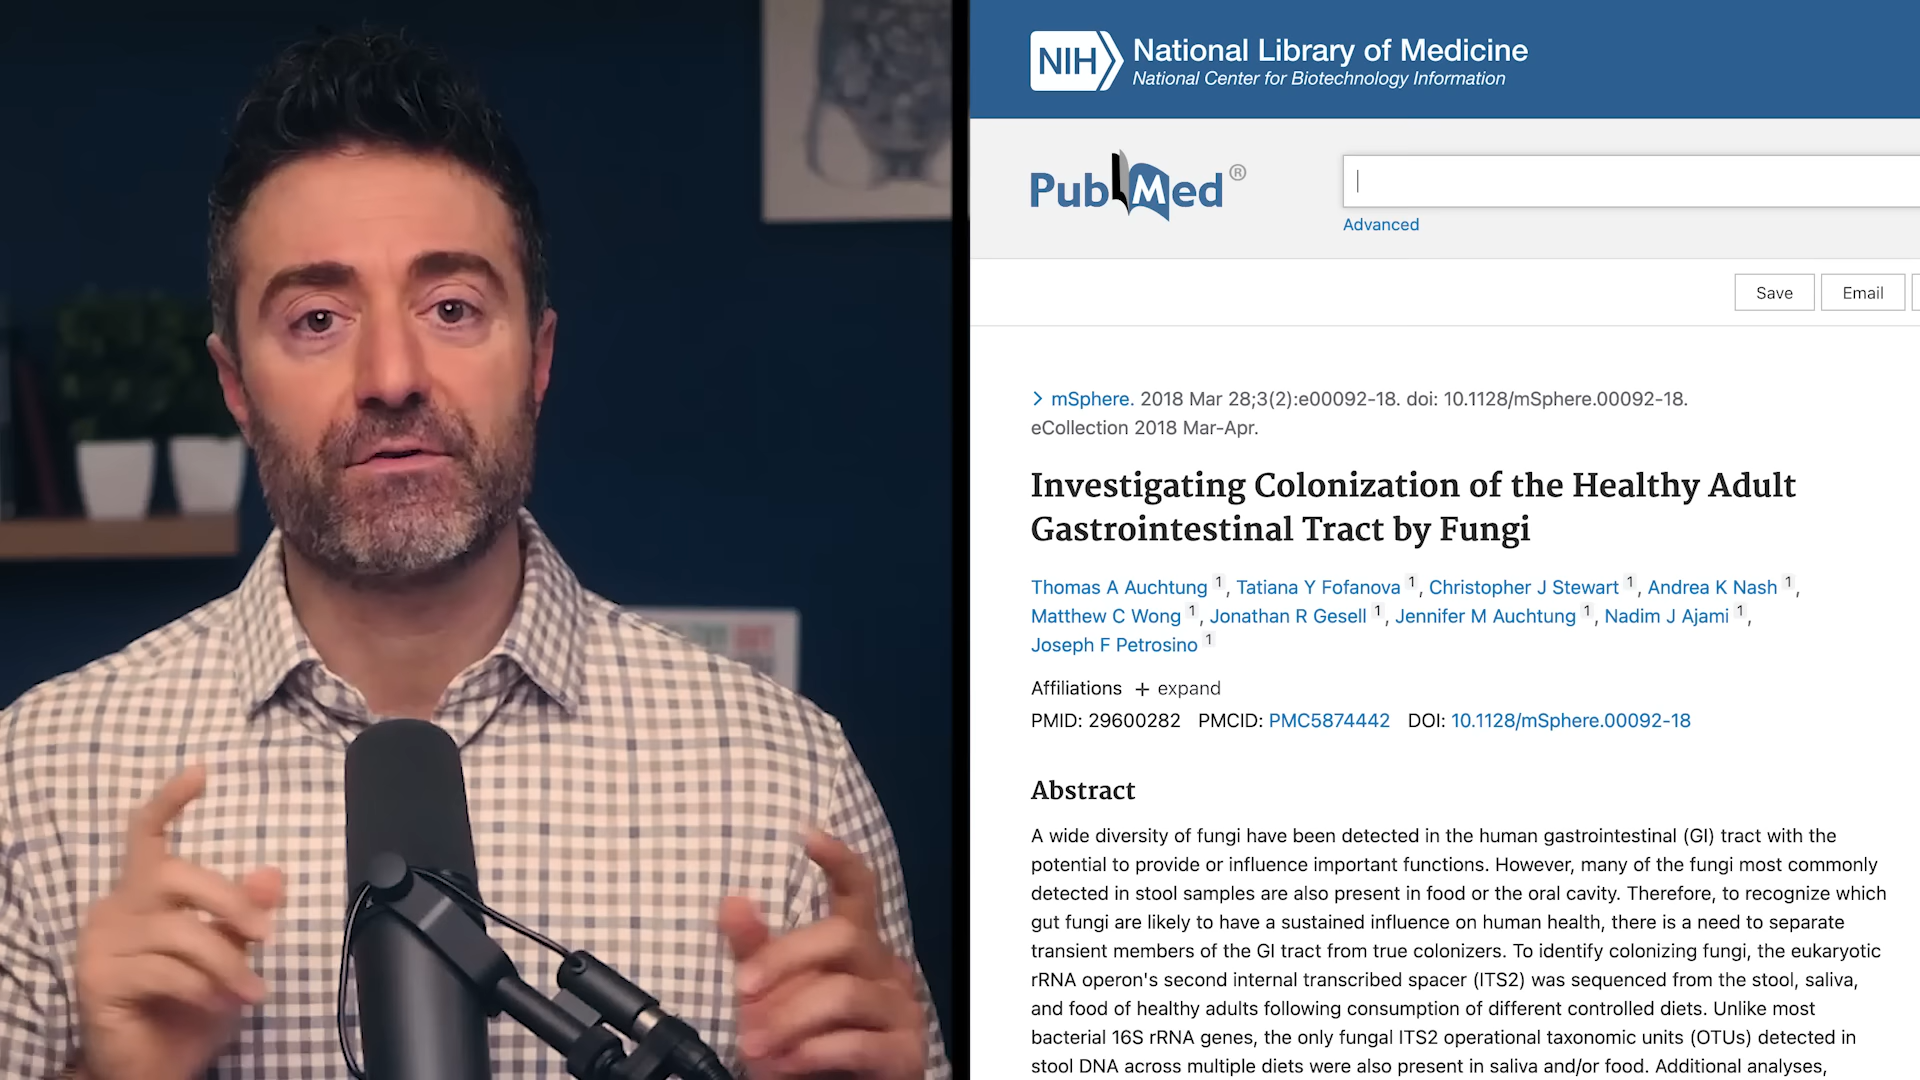 NIH National Library of Medicine
National Center for Biotechnology Information
PubMed®
Advanced
Save Email
> mSphere. 2018 Mar 28;3(2):e00092-18. doi: 10.1128/mSphere.00092-18.
eCollection 2018 Mar-Apr.
Investigating Colonization of the Healthy Adult
Gastrointestinal Tract by Fungi
Thomas A Auchtung 1, Tatiana Y Fofanova 1, Christopher J Stewart 1, Andrea K Nash 1,
Matthew C Wong 1, Jonathan R Gesell 1, Jennifer M Auchtung 1, Nadim J Ajami 1,
Joseph F Petrosino 1
Affiliations + expand
PMID: 29600282 PMCID: PMC5874442 DOI: 10.1128/mSphere.00092-18
Abstract
A wide diversity of fungi have been detected in the human gastrointestinal (GI) tract with the
potential to provide or influence important functions. However, many of the fungi most commonly
detected in stool samples are also present in food or the oral cavity. Therefore, to recognize which
gut fungi are likely to have a sustained influence on human health, there is a need to separate
transient members of the GI tract from true colonizers. To identify colonizing fungi, the eukaryotic
rRNA operon's second internal transcribed spacer (ITS2) was sequenced from the stool, saliva,
and food of healthy adults following consumption of different controlled diets. Unlike most
bacterial 16S rRNA genes, the only fungal ITS2 operational taxonomic units (OTUs) detected in
stool DNA across multiple diets were also present in saliva and/or food. Additional analyses,